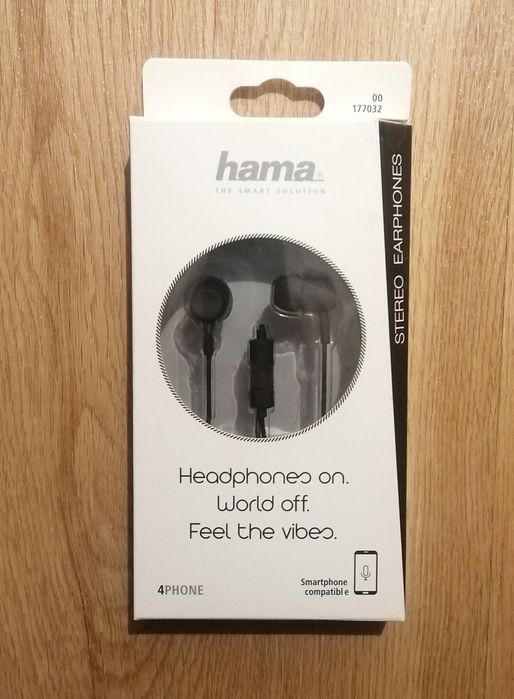 00
177032
hama®
THE SMART SOLUTION
STEREO EARPHONES
Headphones on.
World off.
Feel the vibes.
4PHONE
Smartphone
compatible